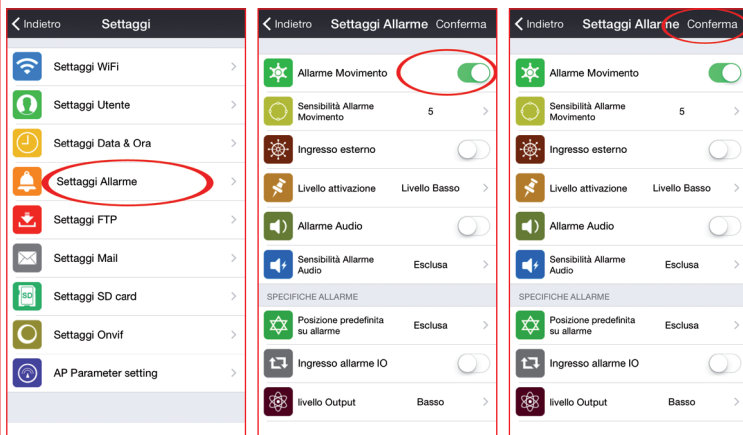 Indietro Settaggi
Settaggi WiFi
Settaggi Utente
Settaggi Data & Ora
Settaggi Allarme
Settaggi FTP
Settaggi Mail
SD
Settaggi SD card
Settaggi Onvif
AP Parameter setting
Indietro Settaggi Allarme Conferma
Allarme Movimento
Sensibilità Allarme
Movimento
5
Ingresso esterno
Livello attivazione Livello Basso
Allarme Audio
Sensibilità Allarme
Audio
Esclusa
SPECIFICHE ALLARME
Posizione predefinita
su allarme
Esclusa
Ingresso allarme IO
livello Output Basso
Indietro Settaggi Allarme Conferma
Allarme Movimento
Sensibilità Allarme
Movimento
5
Ingresso esterno
Livello attivazione Livello Basso
Allarme Audio
Sensibilità Allarme
Audio
Esclusa
SPECIFICHE ALLARME
Posizione predefinita
su allarme
Esclusa
Ingresso allarme IO
livello Output Basso